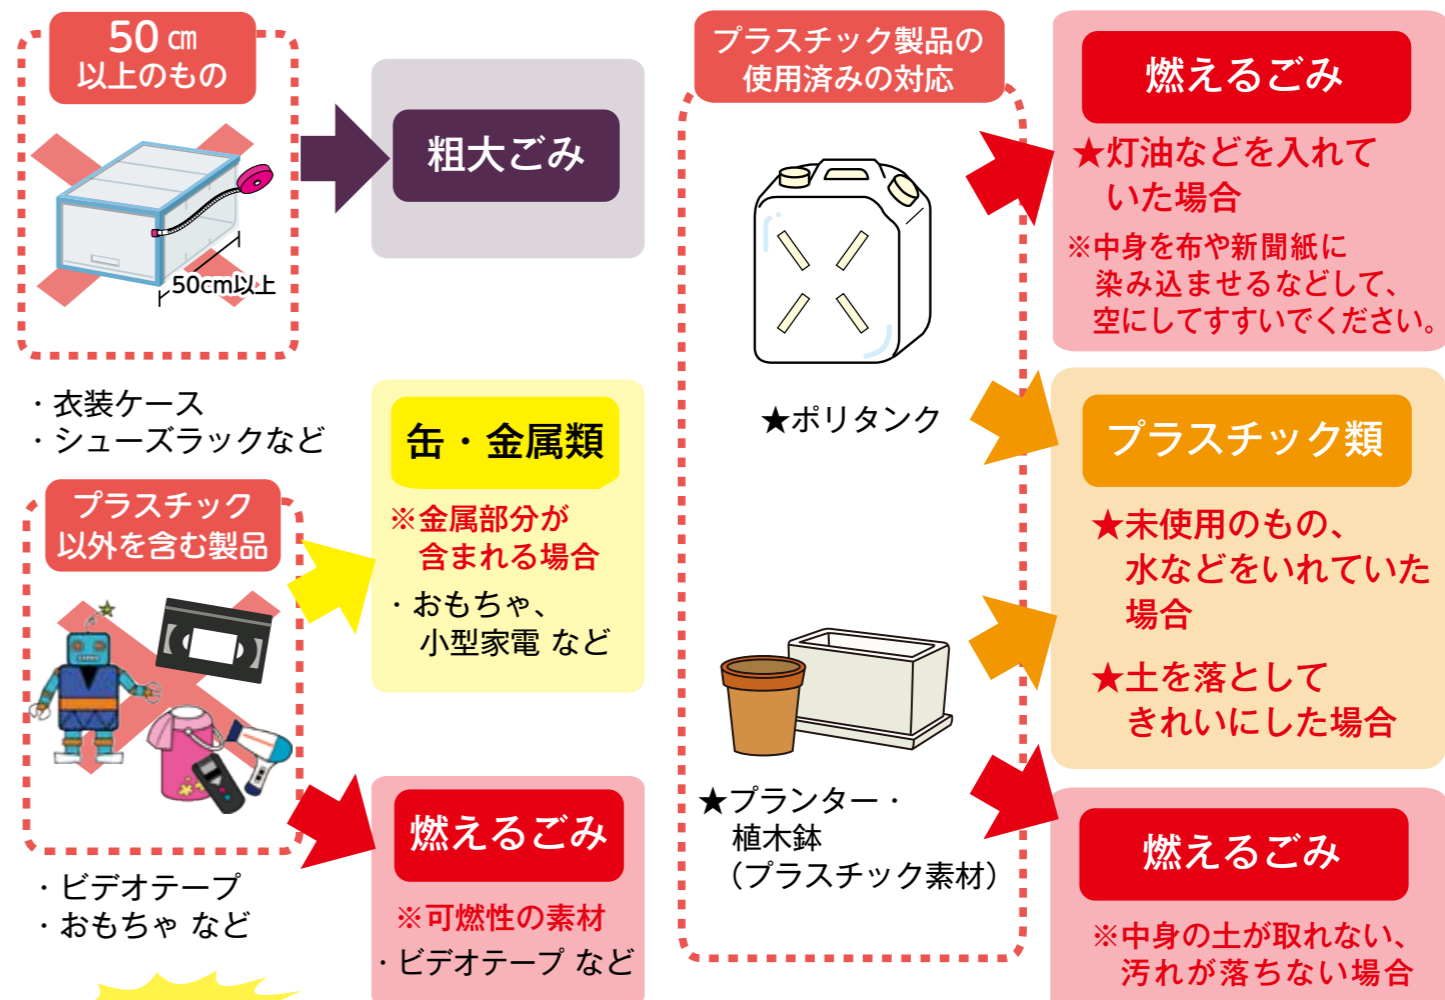 50 ㎝
以上のもの
50cm以上
・衣装ケース
・シューズラックなど
粗大ごみ
プラスチック
以外を含む製品
・ビデオテープ
・おもちゃ など
缶・金属類
※金属部分が
含まれる場合
・おもちゃ、
小型家電 など
燃えるごみ
※可燃性の素材
・ビデオテープ など
プラスチック製品の
使用済みの対応
★ポリタンク
★プランター・
植木鉢
（プラスチック素材）
燃えるごみ
★灯油などを入れて
いた場合
※中身を布や新聞紙に
染み込ませるなどして、
空にしてすすいでください。
プラスチック類
★未使用のもの、
水などをいれていた
場合
★土を落として
きれいにした場合
燃えるごみ
※中身の土が取れない、
汚れが落ちない場合